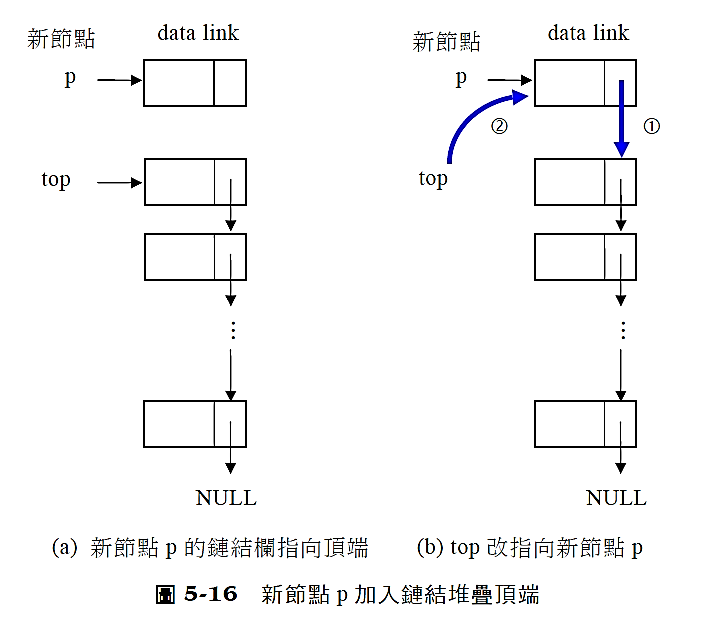 新節點
data link
p
top
⋮
NULL
(a) 新節點 p 的鏈結欄指向頂端
新節點
data link
p
②
①
top
⋮
NULL
(b) top 改指向新節點 p
圖 5-16 新節點 p 加入鏈結堆疊頂端